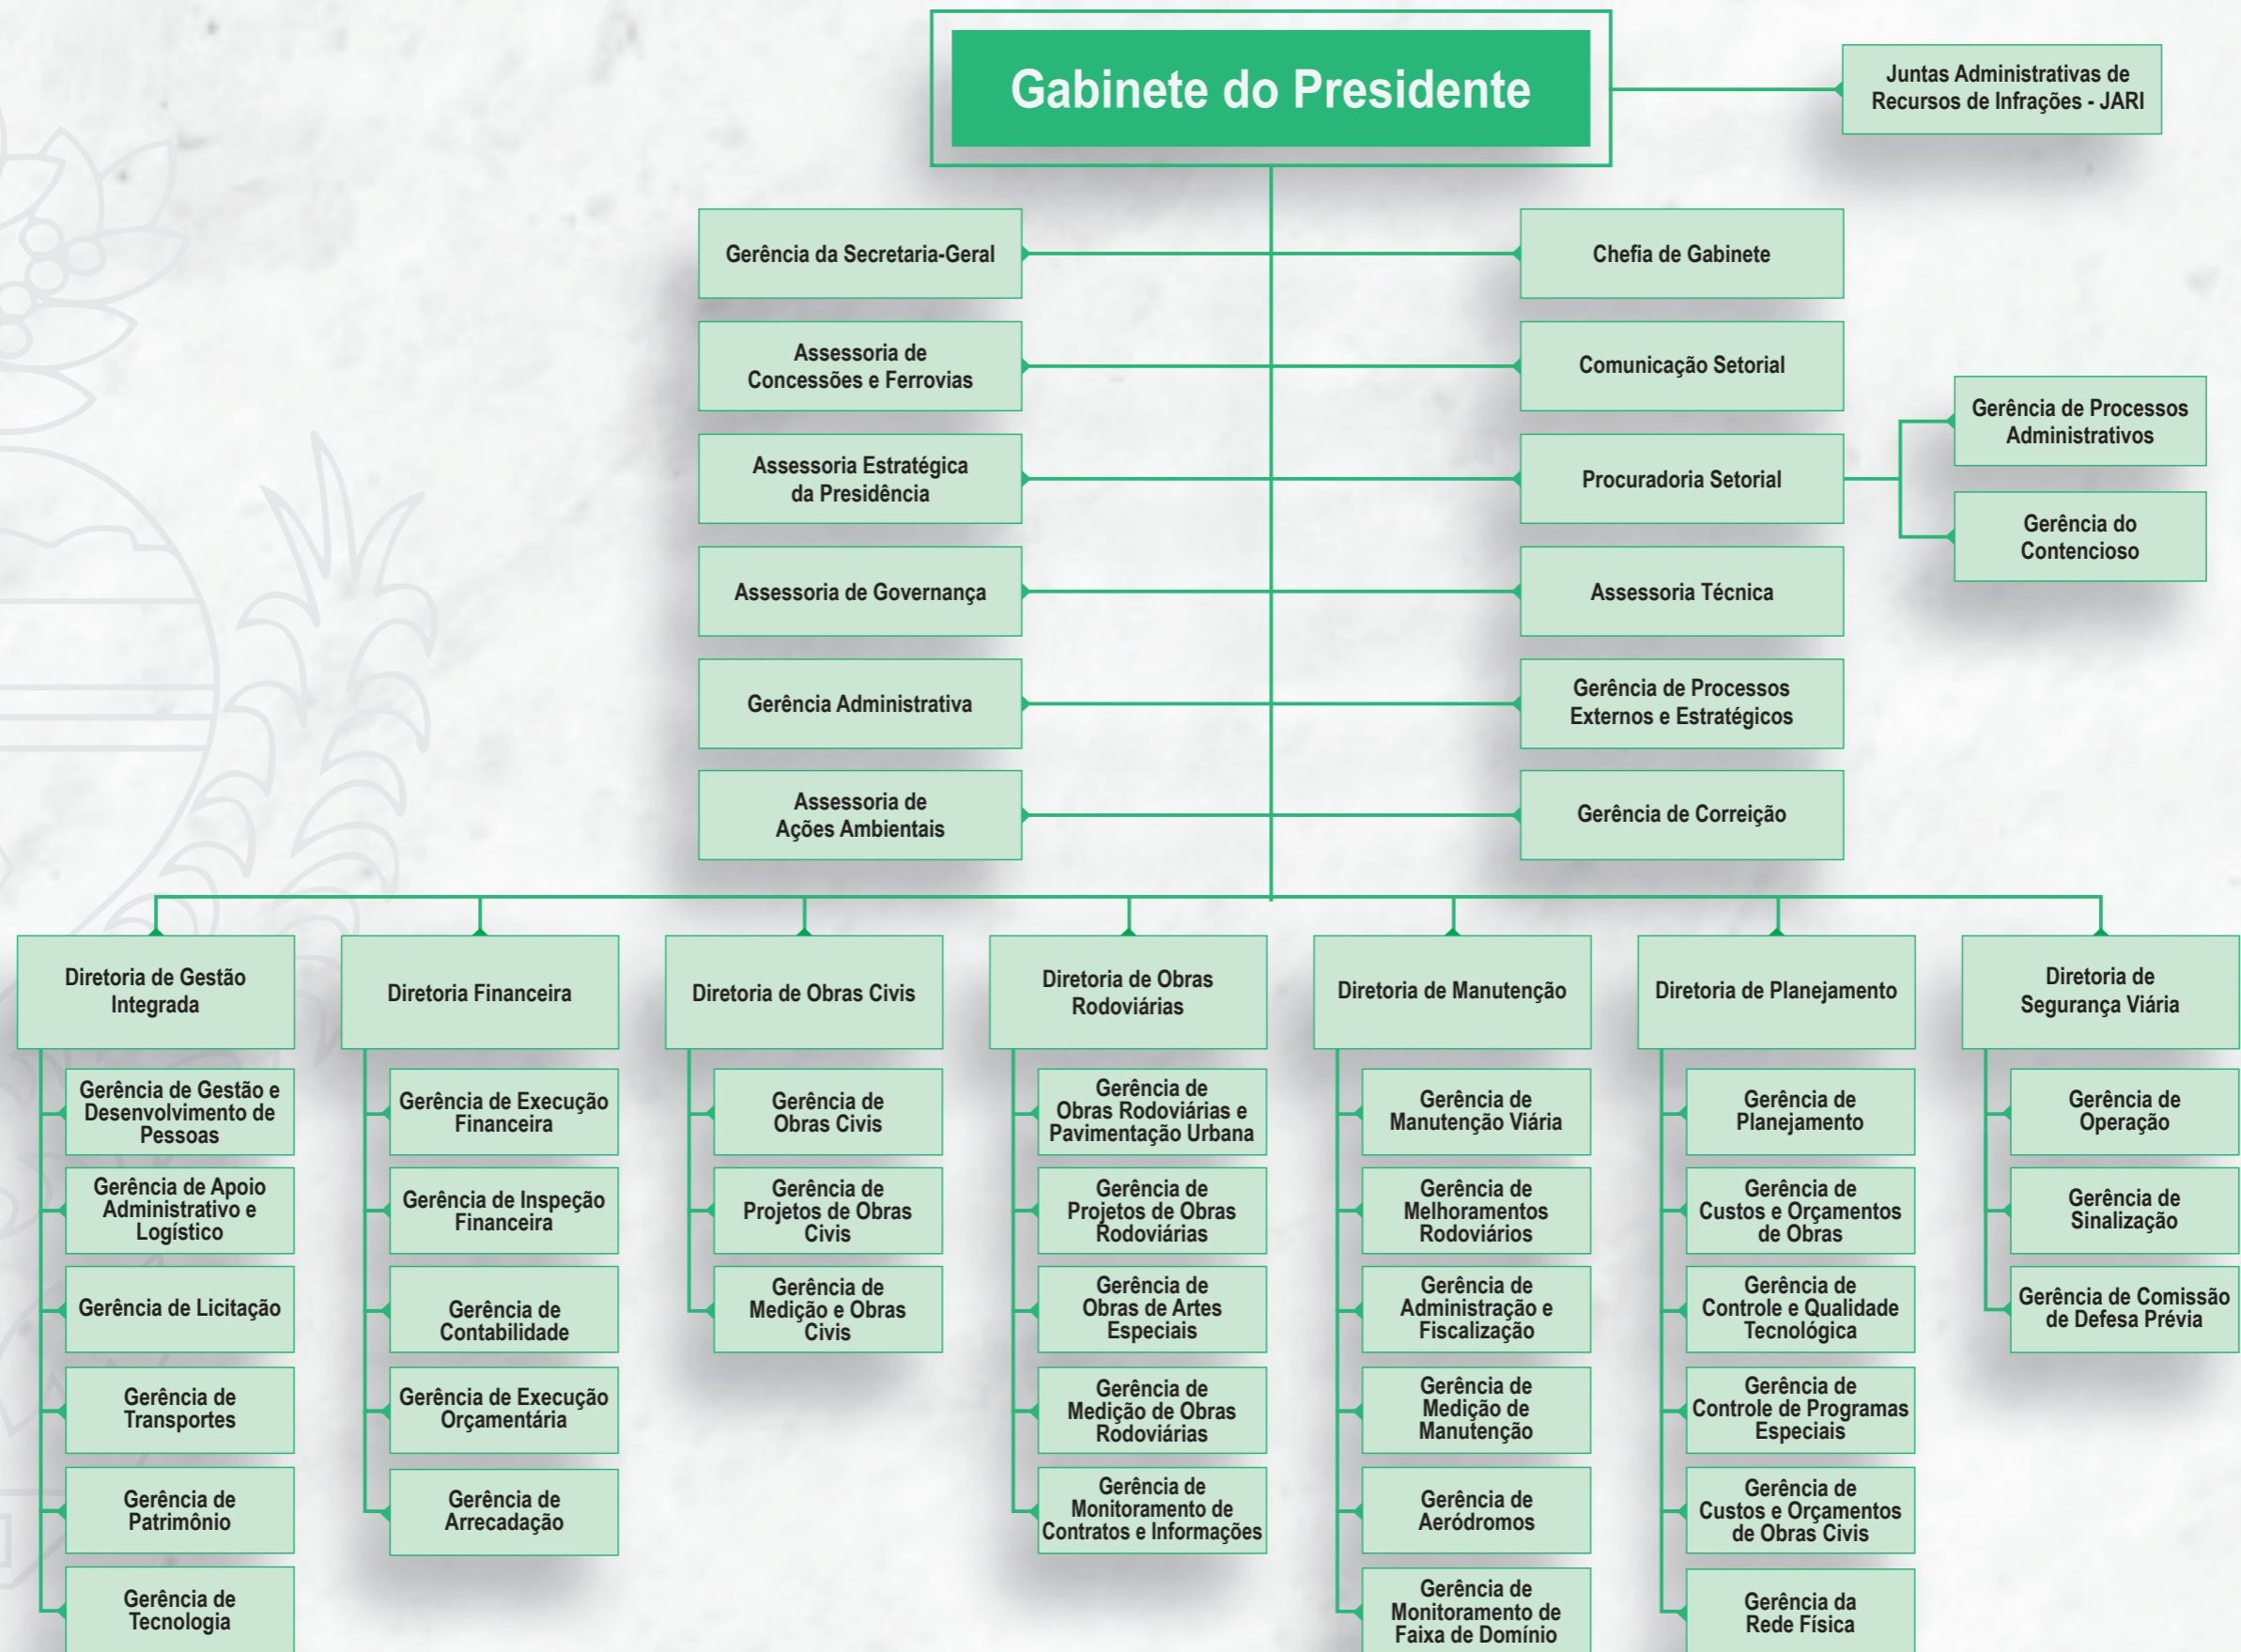 Gabinete do Presidente
Juntas Administrativas de
Recursos de Infrações - JARI
Gerência da Secretaria-Geral
Chefia de Gabinete
Assessoria de
Concessões e Ferrovias
Comunicação Setorial
Assessoria Estratégica
da Presidência
Procuradoria Setorial
Gerência de Processos
Administrativos
Gerência do
Contencioso
Assessoria de Governança
Assessoria Técnica
Gerência Administrativa
Gerência de Processos
Externos e Estratégicos
Assessoria de
Ações Ambientais
Gerência de Correição
Diretoria de Gestão
Integrada
Gerência de Gestão e
Desenvolvimento de
Pessoas
Gerência de Apoio
Administrativo e
Logístico
Gerência de Licitação
Gerência de
Transportes
Gerência de
Patrimônio
Gerência de
Tecnologia
Diretoria Financeira
Gerência de Execução
Financeira
Gerência de Inspeção
Financeira
Gerência de
Contabilidade
Gerência de Execução
Orçamentária
Gerência de
Arrecadação
Diretoria de Obras Civis
Gerência de
Obras Civis
Gerência de
Projetos de Obras
Civis
Gerência de
Medição e Obras
Civis
Diretoria de Obras
Rodoviárias
Gerência de
Obras Rodoviárias e
Pavimentação Urbana
Gerência de
Projetos de Obras
Rodoviárias
Gerência de
Obras de Artes
Especiais
Gerência de
Medição de Obras
Rodoviárias
Gerência de
Monitoramento de
Contratos e Informações
Diretoria de Manutenção
Gerência de
Manutenção Viária
Gerência de
Melhoramentos
Rodoviários
Gerência de
Administração e
Fiscalização
Gerência de
Medição de
Manutenção
Gerência de
Aeródromos
Gerência de
Monitoramento de
Faixa de Domínio
Diretoria de Planejamento
Gerência de
Planejamento
Gerência de
Custos e Orçamentos
de Obras
Gerência de
Controle e Qualidade
Tecnológica
Gerência de
Controle de Programas
Especiais
Gerência de
Custos e Orçamentos
de Obras Civis
Gerência da
Rede Física
Diretoria de
Segurança Viária
Gerência de
Operação
Gerência de
Sinalização
Gerência de Comissão
de Defesa Prévia